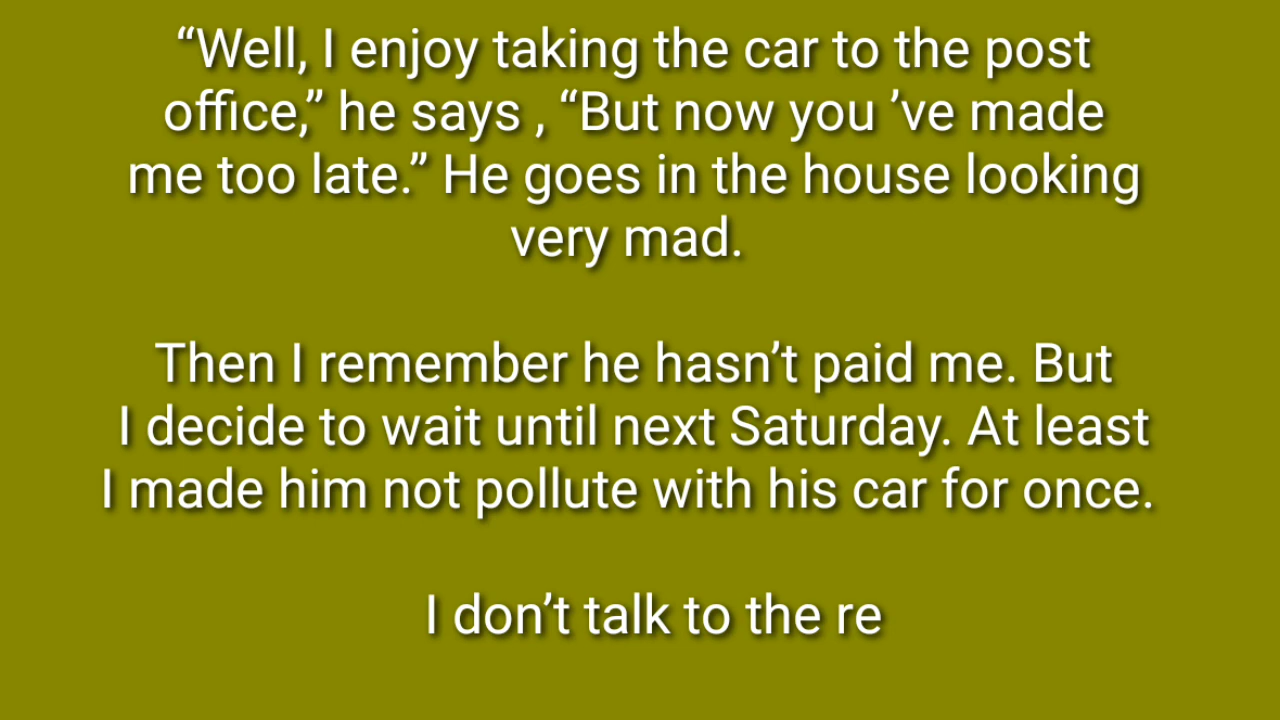 “Well, I enjoy taking the car to the post
office,” he says , “But now you ’ve made
me too late.” He goes in the house looking
very mad.
Then I remember he hasn’t paid me. But
I decide to wait until next Saturday. At least
I made him not pollute with his car for once.
I don’t talk to the re